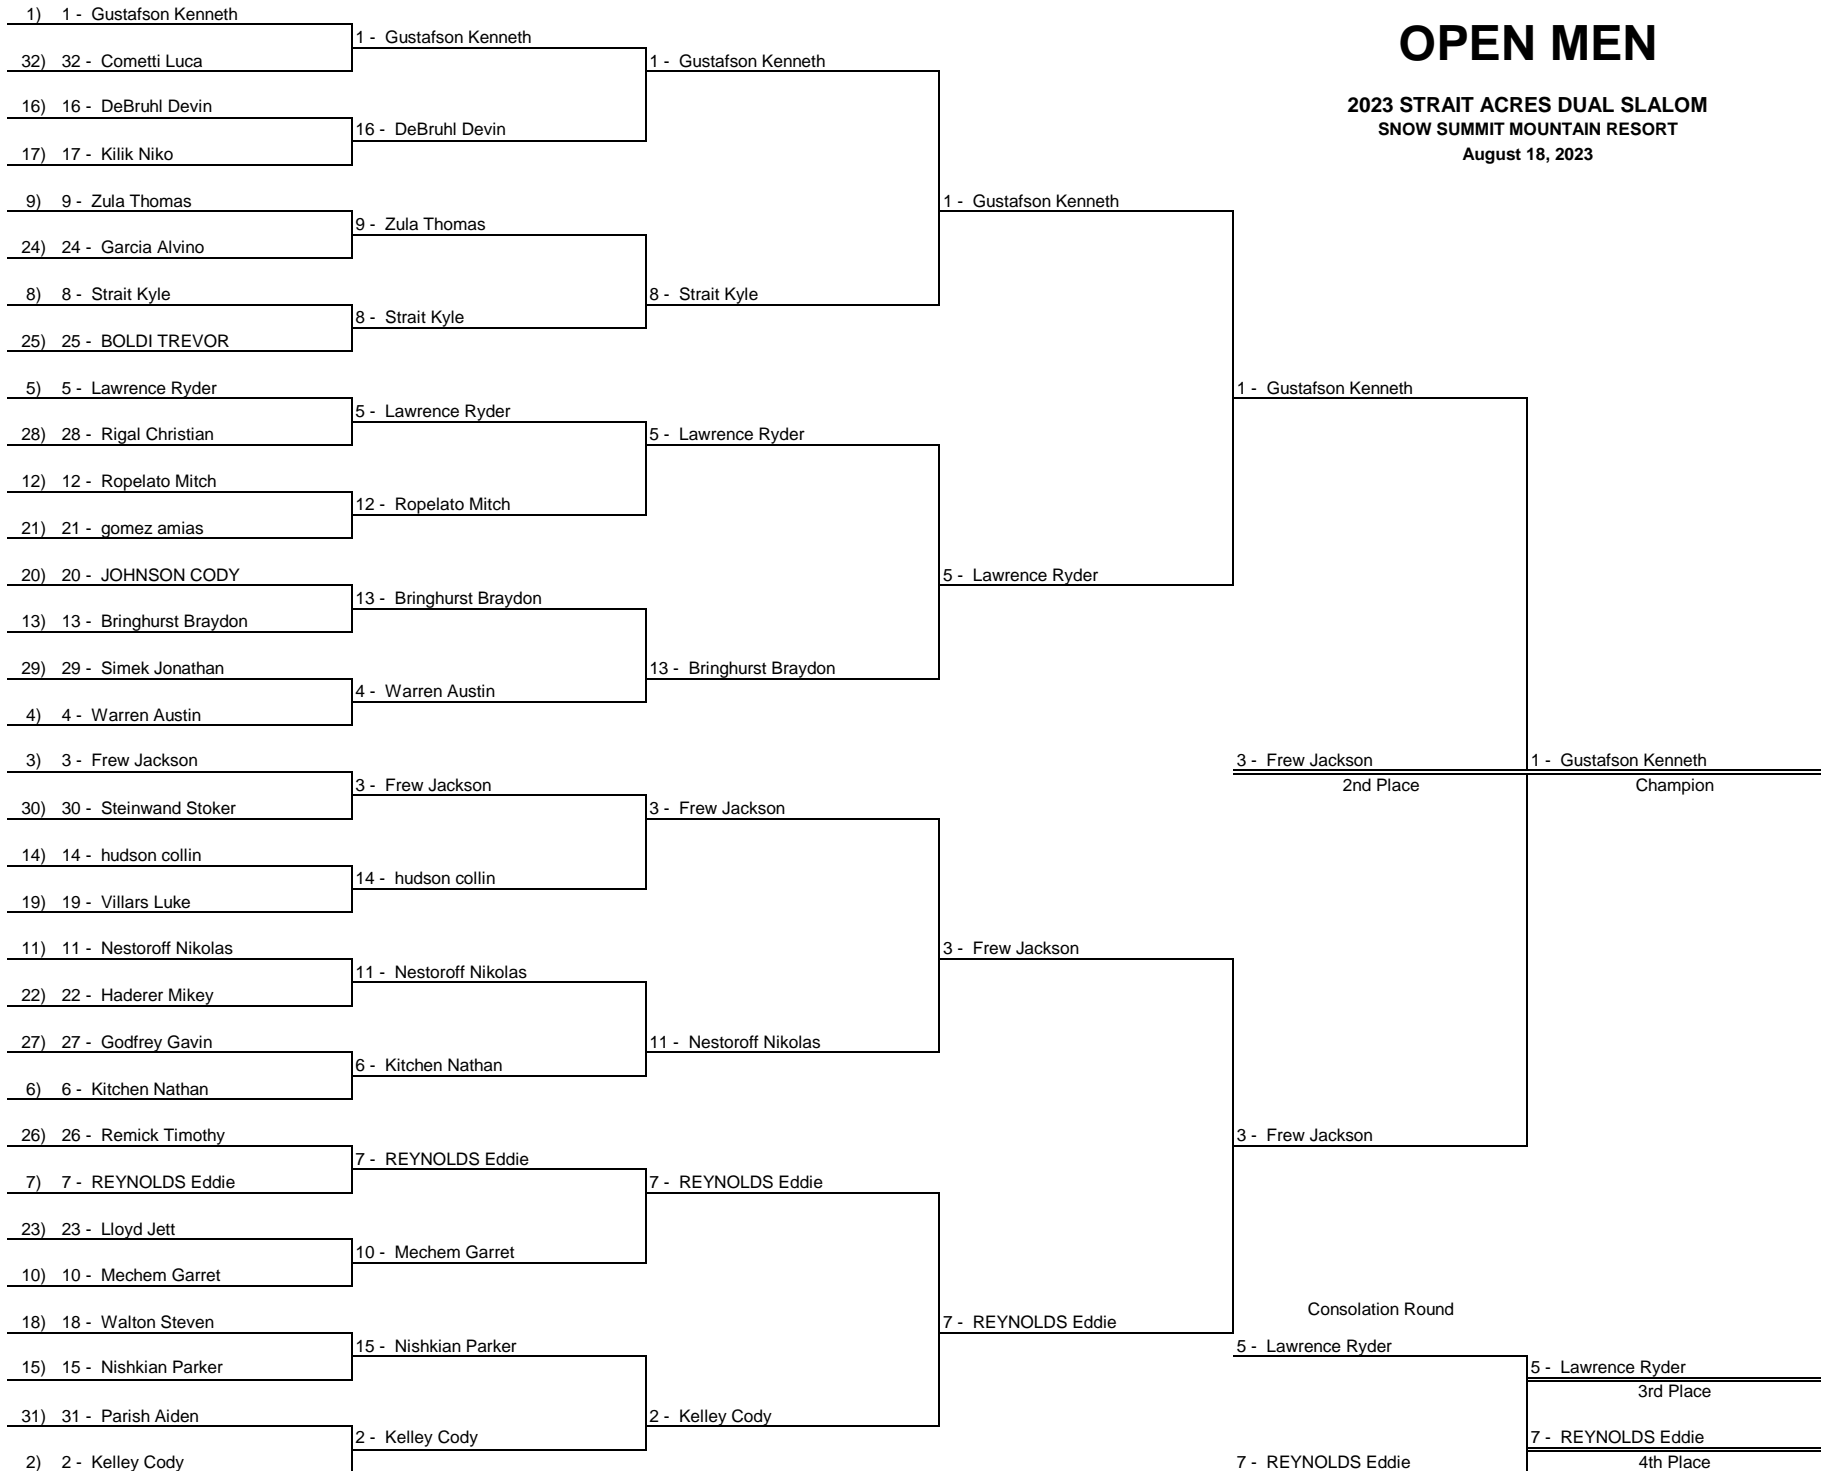 OPEN MEN
2023 STRAIT ACRES DUAL SLALOM
SNOW SUMMIT MOUNTAIN RESORT
August 18, 2023
1) 1 - Gustafson Kenneth
32) 32 - Cometti Luca
16) 16 - DeBruhl Devin
17) 17 - Kilik Niko
9) 9 - Zula Thomas
24) 24 - Garcia Alvino
8) 8 - Strait Kyle
25) 25 - BOLDI TREVOR
5) 5 - Lawrence Ryder
28) 28 - Rigal Christian
12) 12 - Ropelato Mitch
21) 21 - gomez amias
20) 20 - JOHNSON CODY
13) 13 - Bringhurst Braydon
29) 29 - Simek Jonathan
4) 4 - Warren Austin
3) 3 - Frew Jackson
30) 30 - Steinwand Stoker
14) 14 - hudson collin
19) 19 - Villars Luke
11) 11 - Nestoroff Nikolas
22) 22 - Haderer Mikey
27) 27 - Godfrey Gavin
6) 6 - Kitchen Nathan
26) 26 - Remick Timothy
7) 7 - REYNOLDS Eddie
23) 23 - Lloyd Jett
10) 10 - Mechem Garret
18) 18 - Walton Steven
15) 15 - Nishkian Parker
31) 31 - Parish Aiden
2) 2 - Kelley Cody
1 - Gustafson Kenneth
16 - DeBruhl Devin
9 - Zula Thomas
8 - Strait Kyle
5 - Lawrence Ryder
12 - Ropelato Mitch
13 - Bringhurst Braydon
4 - Warren Austin
3 - Frew Jackson
14 - hudson collin
11 - Nestoroff Nikolas
6 - Kitchen Nathan
7 - REYNOLDS Eddie
10 - Mechem Garret
15 - Nishkian Parker
2 - Kelley Cody
1 - Gustafson Kenneth
8 - Strait Kyle
5 - Lawrence Ryder
13 - Bringhurst Braydon
3 - Frew Jackson
11 - Nestoroff Nikolas
7 - REYNOLDS Eddie
2 - Kelley Cody
1 - Gustafson Kenneth
5 - Lawrence Ryder
3 - Frew Jackson
7 - REYNOLDS Eddie
1 - Gustafson Kenneth
3 - Frew Jackson
2nd Place
3 - Frew Jackson
1 - Gustafson Kenneth
Champion
Consolation Round
5 - Lawrence Ryder
7 - REYNOLDS Eddie
5 - Lawrence Ryder
3rd Place
7 - REYNOLDS Eddie
4th Place